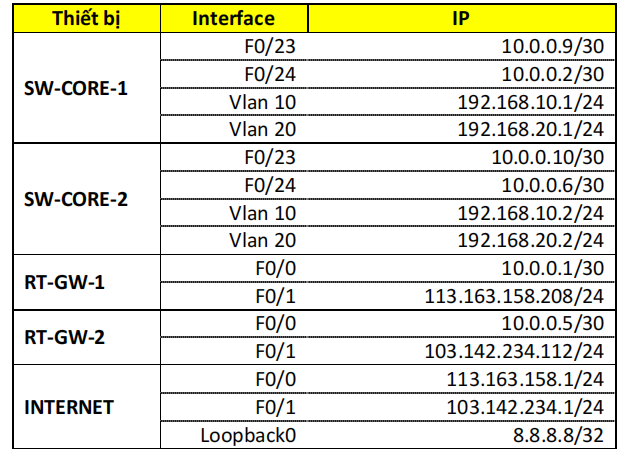 Thiết bị Interface IP
SW-CORE-1 F0/23 10.0.0.9/30
F0/24 10.0.0.2/30
Vlan 10 192.168.10.1/24
Vlan 20 192.168.20.1/24
SW-CORE-2 F0/23 10.0.0.10/30
F0/24 10.0.0.6/30
Vlan 10 192.168.10.2/24
Vlan 20 192.168.20.2/24
RT-GW-1 F0/0 10.0.0.1/30
F0/1 113.163.158.208/24
RT-GW-2 F0/0 10.0.0.5/30
F0/1 103.142.234.112/24
INTERNET F0/0 113.163.158.1/24
F0/1 103.142.234.1/24
Loopback0 8.8.8.8/32